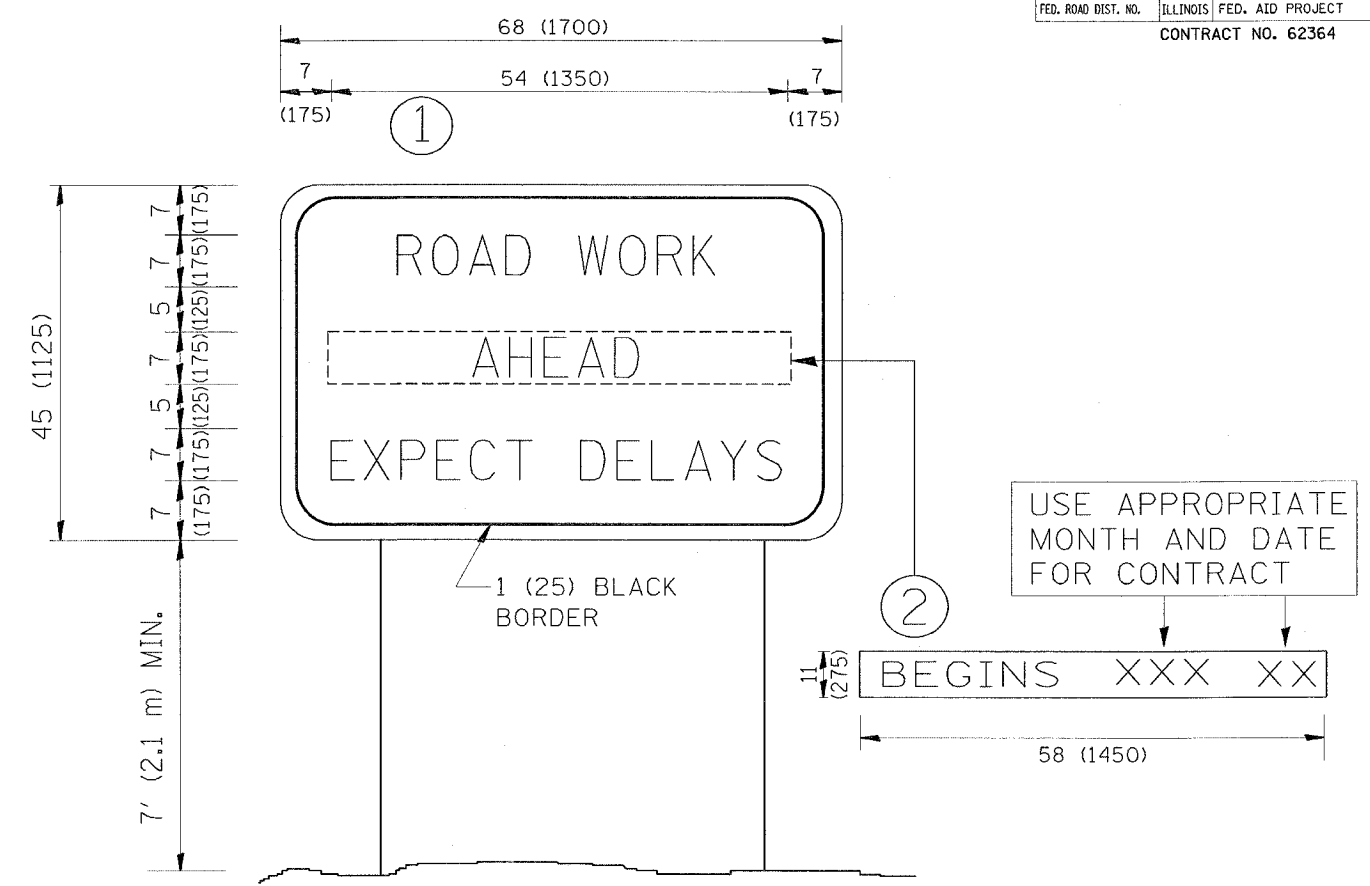 FED. ROAD DIST. NO. ILLINOIS FED. AID PROJECT
CONTRACT NO. 62364
68 (1700)
7 54 (1350) 7
(175) (175)
1
45 (1125)
7 (175)
7 (175)
5 (125)
7 (175)
5 (125)
7 (175)
7 (175)
7' (2.1 m) MIN.
ROAD WORK
AHEAD
EXPECT DELAYS
1 (25) BLACK
BORDER
2
USE APPROPRIATE
MONTH AND DATE
FOR CONTRACT
11
(275)
BEGINS XXX XX
58 (1450)